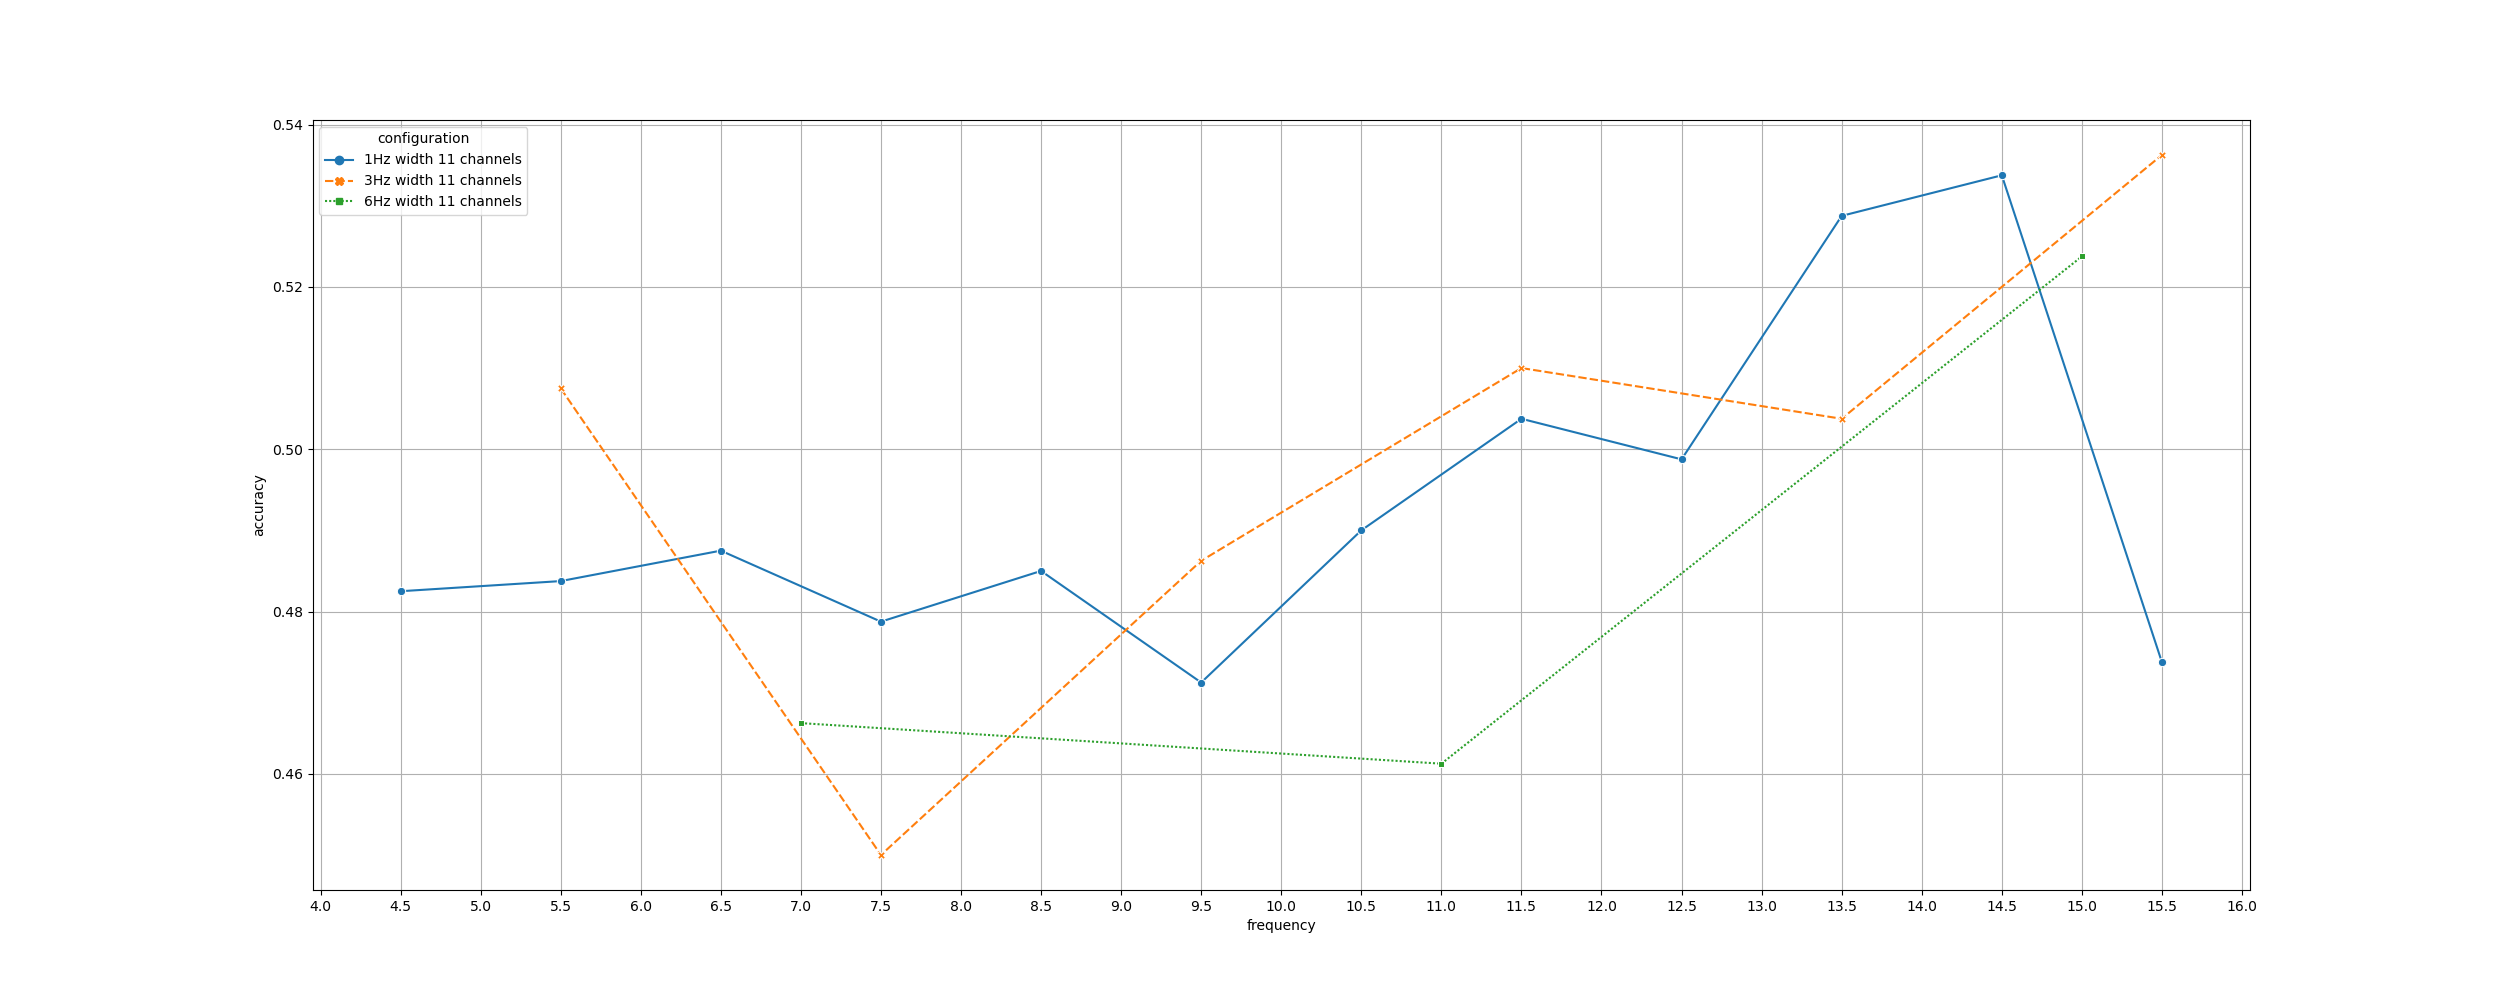 configuration
1Hz width 11 channels
3Hz width 11 channels
6Hz width 11 channels
0.54
0.52
0.50
0.48
0.46
accuracy
4.0 4.5 5.0 5.5 6.0 6.5 7.0 7.5 8.0 8.5 9.0 9.5 10.0 10.5 11.0 11.5 12.0 12.5 13.0 13.5 14.0 14.5 15.0 15.5 16.0
frequency